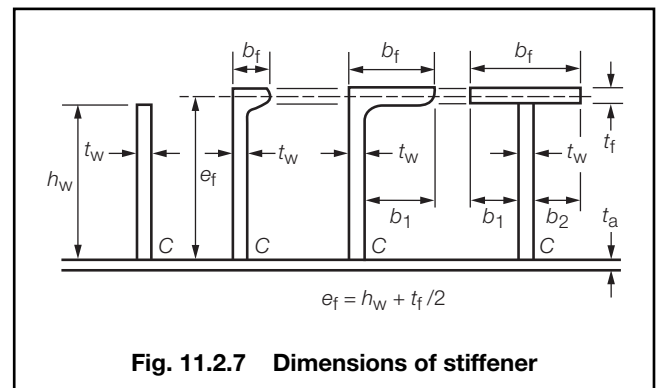 b_f b_f b_f
t_w t_w t_w t_w t_f
h_w e_f
b_1 b_1 b_2 t_a
C C C C
e_f = h_w + t_f /2
Fig. 11.2.7 Dimensions of stiffener